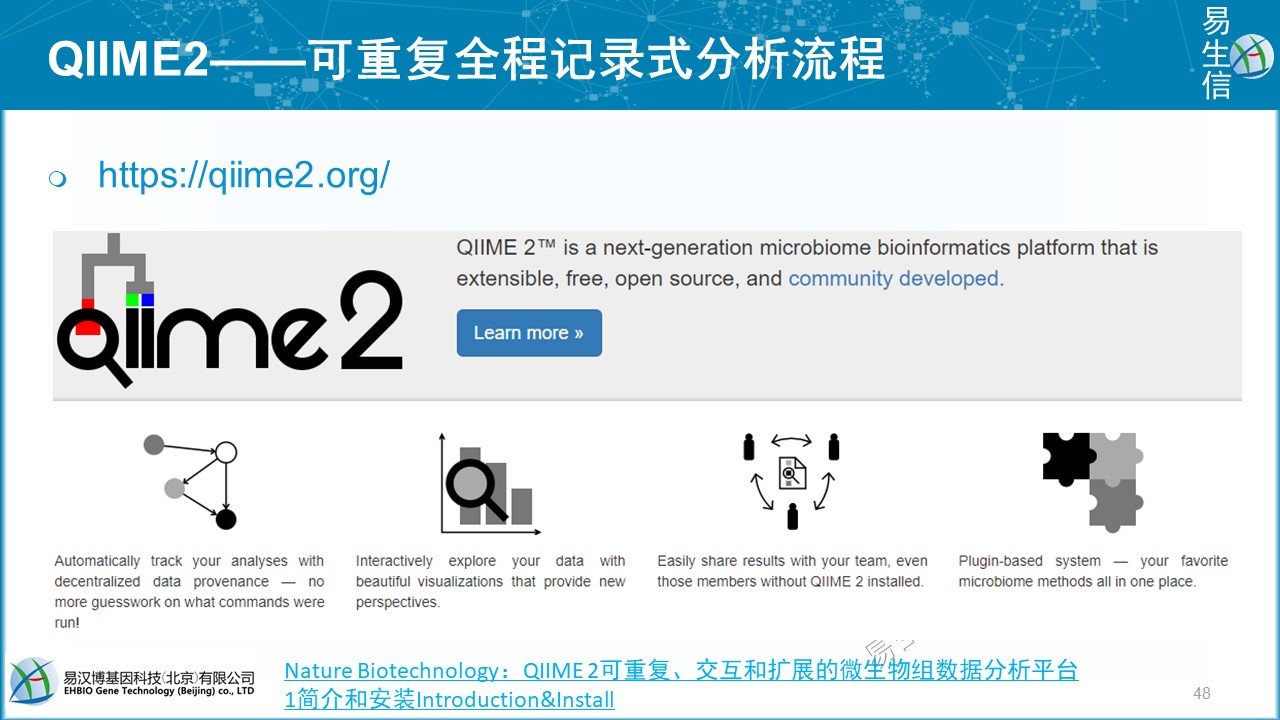 QIIME2——可重复全程记录式分析流程
易生信
https://qiime2.org/
qiime2
QIIME 2™ is a next-generation microbiome bioinformatics platform that is
extensible, free, open source, and community developed.
Learn more »
Automatically track your analyses with
decentralized data provenance — no
more guesswork on what commands were
run!
Interactively explore your data with
beautiful visualizations that provide new
perspectives.
Easily share results with your team, even
those members without QIIME 2 installed.
Plugin-based system — your favorite
microbiome methods all in one place.
易汉博基因科技(北京)有限公司
EHBIO Gene Technology (Beijing) co., LTD
Nature Biotechnology：QIIME 2可重复、交互和扩展的微生物组数据分析平台
1简介和安装Introduction&Install
48